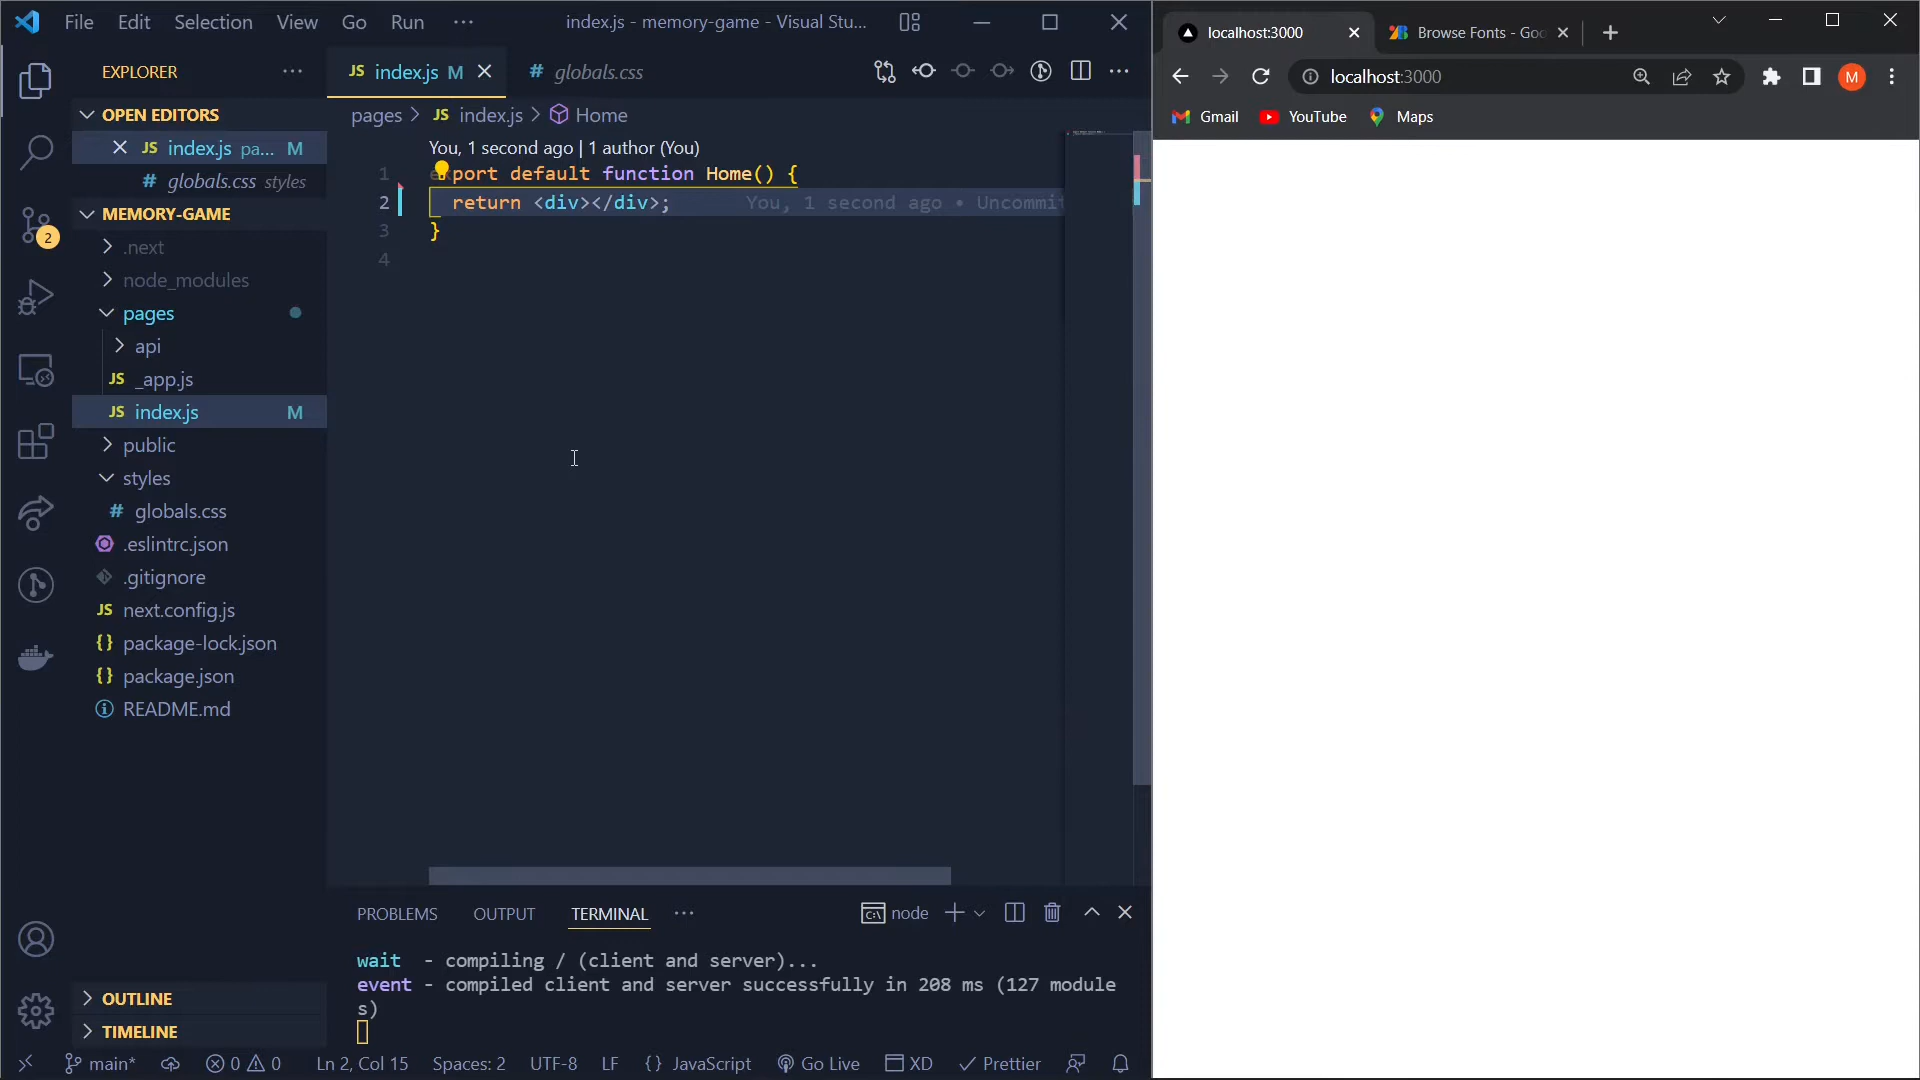 File Edit Selection View Go Run ··· index.js - memory-game - Visual Stu...
EXPLORER ···
OPEN EDITORS
JS index.js pa... M
# globals.css styles
MEMORY-GAME
.next
node_modules
pages
api
JS _app.js
JS index.js M
public
styles
# globals.css
.eslintrc.json
.gitignore
JS next.config.js
{} package-lock.json
{} package.json
README.md
OUTLINE
TIMELINE
2
JS index.js M # globals.css ···
pages > JS index.js > Home
You, 1 second ago | 1 author (You)
1 export default function Home() {
2 return <div></div>; You, 1 second ago • Uncommit
3 }
4
PROBLEMS OUTPUT TERMINAL ··· node
wait - compiling / (client and server)...
event - compiled client and server successfully in 208 ms (127 module
s)
main* 0 0 Ln 2, Col 15 Spaces: 2 UTF-8 LF {} JavaScript Go Live XD Prettier
localhost:3000 Browse Fonts - Goo
localhost:3000 M
Gmail YouTube Maps